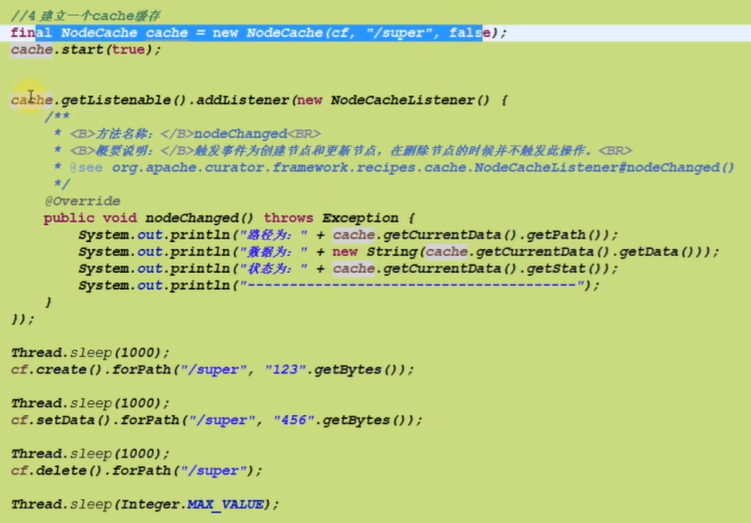 //4 建立一个cache缓存
final NodeCache cache = new NodeCache(cf, "/super", false);
cache.start(true);
cache.getListenable().addListener(new NodeCacheListener() {
/**
* <B>方法名称：</B>nodeChanged<BR>
* <B>概要说明：</B>触发事件为创建节点和更新节点，在删除节点的时候并不触发此操作。<BR>
* @see org.apache.curator.framework.recipes.cache.NodeCacheListener#nodeChanged()
*/
@Override
public void nodeChanged() throws Exception {
System.out.println("路径为：" + cache.getCurrentData().getPath());
System.out.println("数据为：" + new String(cache.getCurrentData().getData()));
System.out.println("状态为：" + cache.getCurrentData().getStat());
System.out.println("---------------------------------------");
}
});
Thread.sleep(1000);
cf.create().forPath("/super", "123".getBytes());
Thread.sleep(1000);
cf.setData().forPath("/super", "456".getBytes());
Thread.sleep(1000);
cf.delete().forPath("/super");
Thread.sleep(Integer.MAX_VALUE);